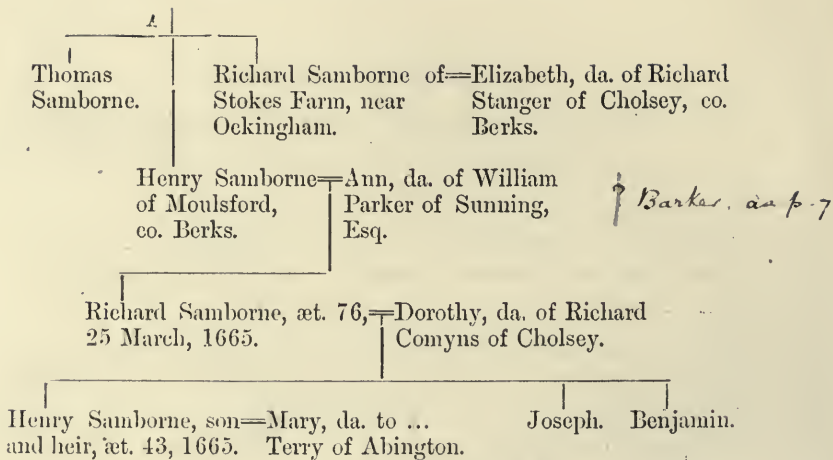 1.
Thomas
Samborne.
Richard Samborne of=Elizabeth, da. of Richard
Stokes Farm, near
Ockingham.
Stanger of Cholsey, co.
Berks.
Henry Samborne=Ann, da. of William
of Moulsford,
co. Berks.
Parker of Sunning,
Esq.
? Barker. as p. 7
Richard Samborne, æt. 76,=Dorothy, da. of Richard
25 March, 1665.
Comyns of Cholsey.
Henry Samborne, son=Mary, da. to ...
and heir, æt. 43, 1665.
Terry of Abington.
Joseph.
Benjamin.